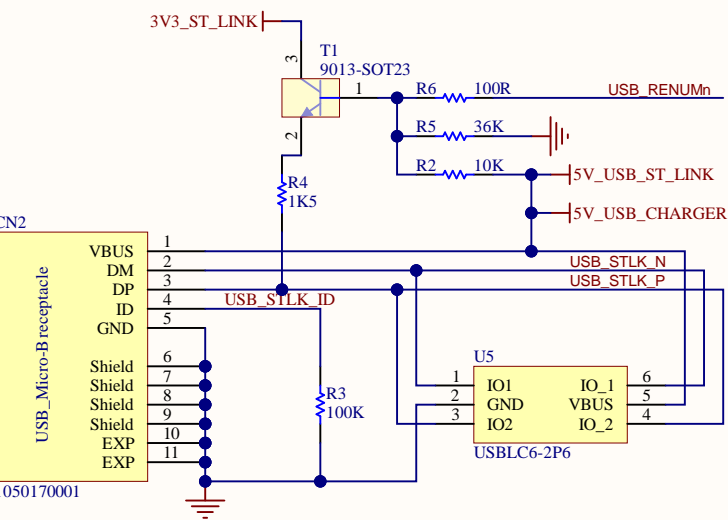 3V3_ST_LINK
T1
9013-SOT23
3
1
2
R6 100R
USB_RENUMn
R5 36K
R2 10K
5V_USB_ST_LINK
5V_USB_CHARGER
R4
1K5
CN2
VBUS 1
DM 2
DP 3
ID 4
GND 5
Shield 6
Shield 7
Shield 8
Shield 9
EXP 10
EXP 11
USB_Micro-B receptacle
1050170001
USB_STLK_N
USB_STLK_P
USB_STLK_ID
R3
100K
U5
1 IO1 IO_1 6
2 GND VBUS 5
3 IO2 IO_2 4
USBLC6-2P6